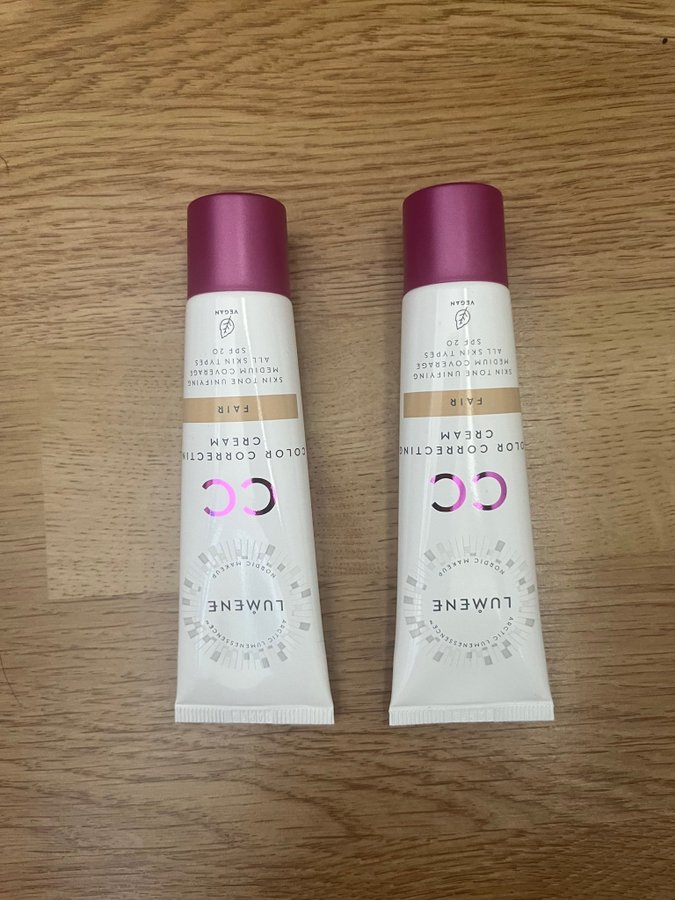 ARCTIC LUMENESSENCE™
LUMENE
NORDIC MAKEUP
CC
COLOR CORRECTING
CREAM
FAIR
SKIN TONE UNIFYING
MEDIUM COVERAGE
ALL SKIN TYPES
SPF 20
VEGAN
ARCTIC LUMENESSENCE™
LUMENE
NORDIC MAKEUP
CC
COLOR CORRECTING
CREAM
FAIR
SKIN TONE UNIFYING
MEDIUM COVERAGE
ALL SKIN TYPES
SPF 20
VEGAN